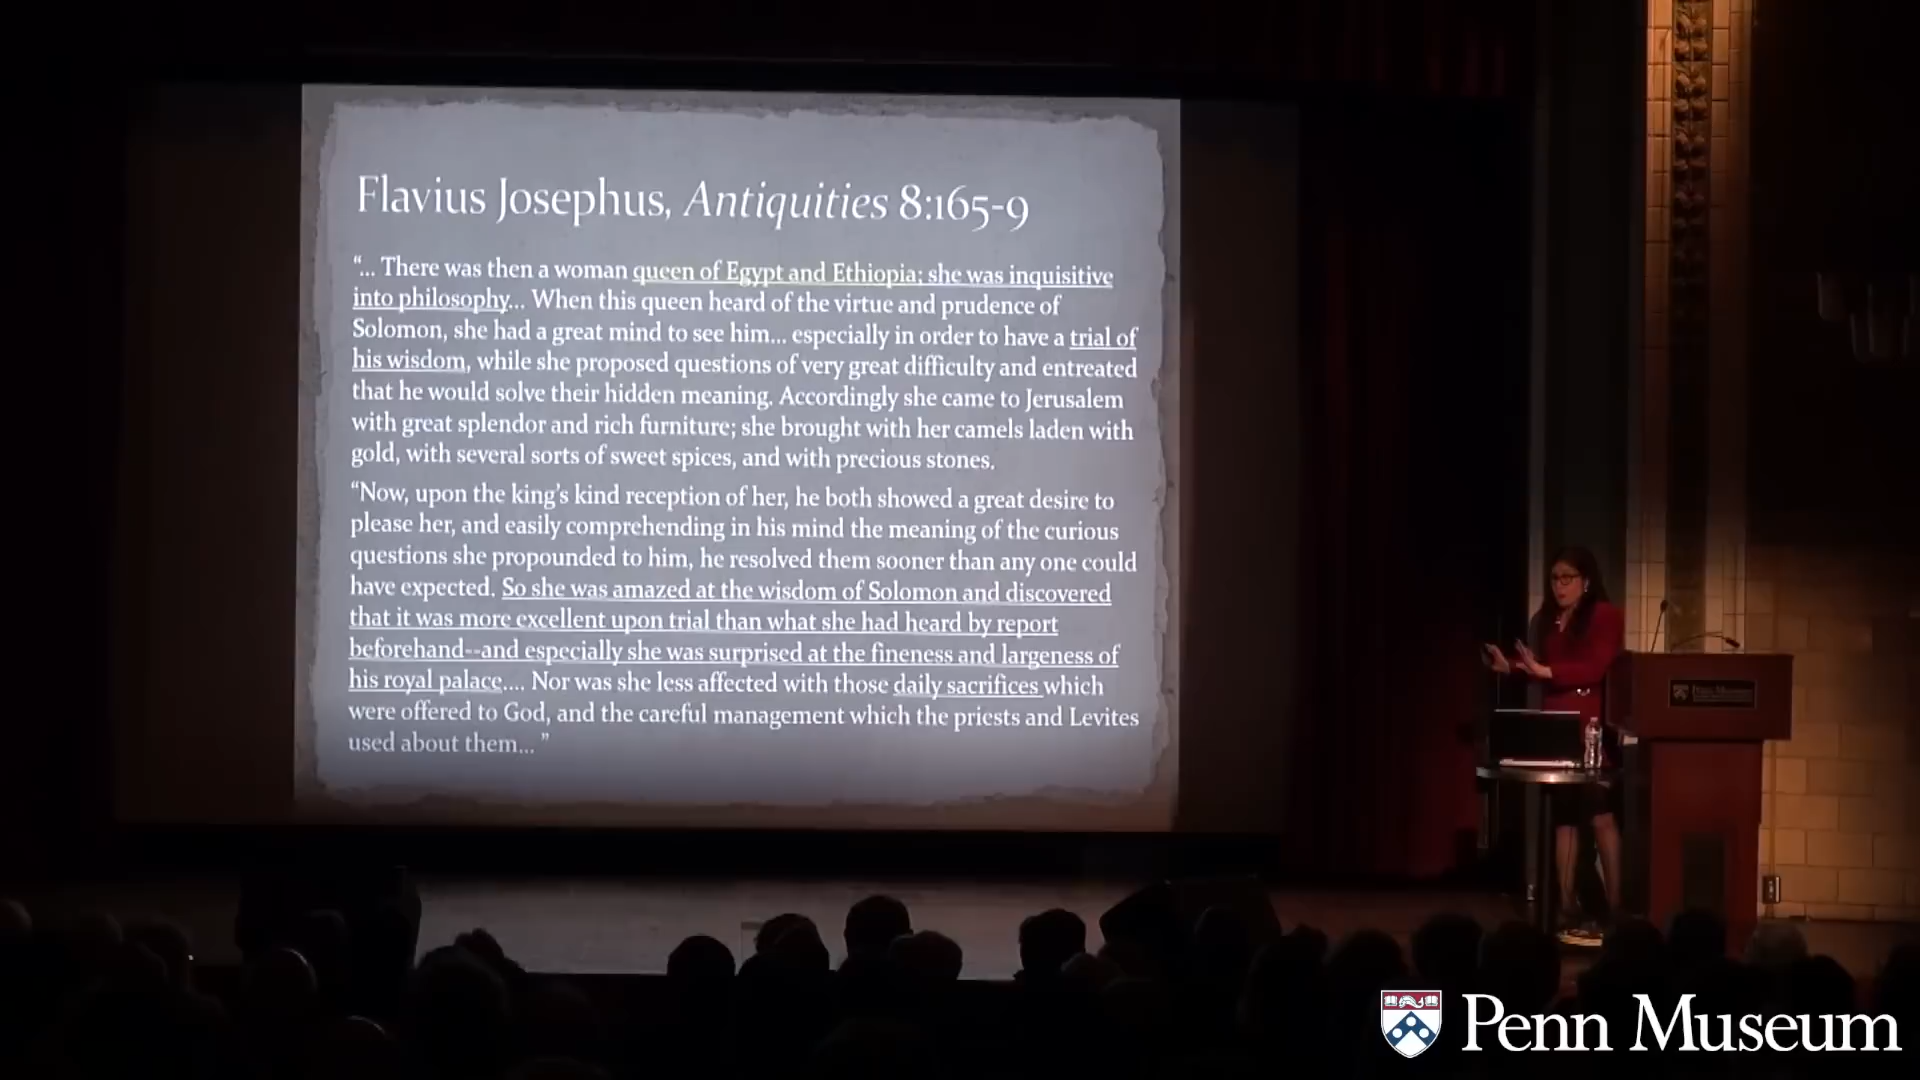 Flavius Josephus, Antiquities 8:165-9
“... There was then a woman queen of Egypt and Ethiopia; she was inquisitive
into philosophy... When this queen heard of the virtue and prudence of
Solomon, she had a great mind to see him... especially in order to have a trial of
his wisdom, while she proposed questions of very great difficulty and entreated
that he would solve their hidden meaning. Accordingly she came to Jerusalem
with great splendor and rich furniture; she brought with her camels laden with
gold, with several sorts of sweet spices, and with precious stones.
“Now, upon the king’s kind reception of her, he both showed a great desire to
please her, and easily comprehending in his mind the meaning of the curious
questions she propounded to him, he resolved them sooner than any one could
have expected. So she was amazed at the wisdom of Solomon and discovered
that it was more excellent upon trial than what she had heard by report
beforehand--and especially she was surprised at the fineness and largeness of
his royal palace.... Nor was she less affected with those daily sacrifices which
were offered to God, and the careful management which the priests and Levites
used about them... ”
Penn Museum
Penn Museum